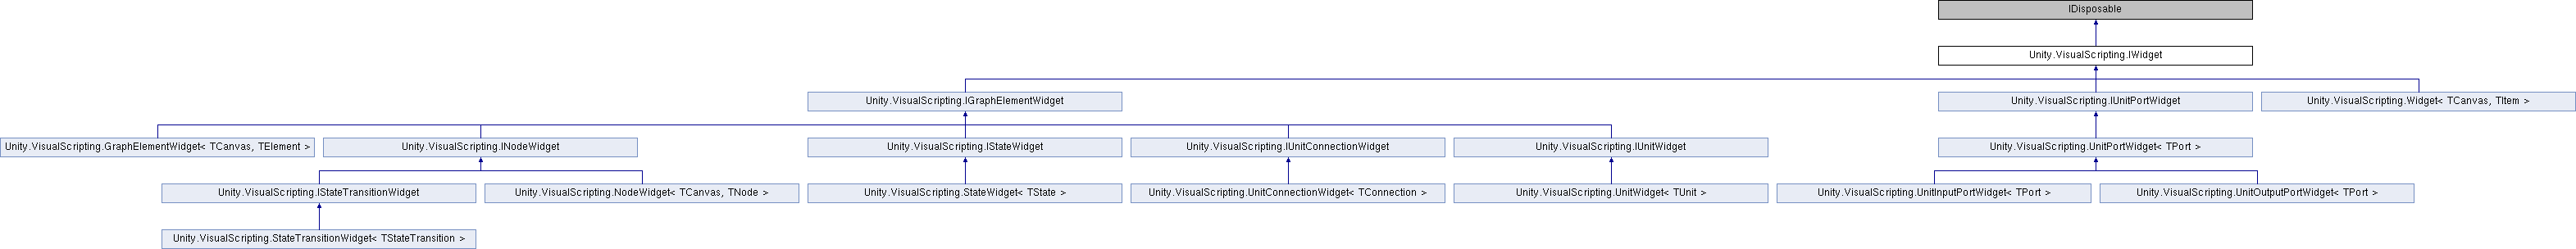 IDisposable
Unity.VisualScripting.IWidget
Unity.VisualScripting.IGraphElementWidget
Unity.VisualScripting.IUnitPortWidget
Unity.VisualScripting.Widget< TCanvas, TItem >
Unity.VisualScripting.GraphElementWidget< TCanvas, TElement >
Unity.VisualScripting.INodeWidget
Unity.VisualScripting.IStateWidget
Unity.VisualScripting.IUnitConnectionWidget
Unity.VisualScripting.IUnitWidget
Unity.VisualScripting.UnitPortWidget< TPort >
Unity.VisualScripting.IStateTransitionWidget
Unity.VisualScripting.NodeWidget< TCanvas, TNode >
Unity.VisualScripting.StateWidget< TState >
Unity.VisualScripting.UnitConnectionWidget< TConnection >
Unity.VisualScripting.UnitWidget< TUnit >
Unity.VisualScripting.UnitInputPortWidget< TPort >
Unity.VisualScripting.UnitOutputPortWidget< TPort >
Unity.VisualScripting.StateTransitionWidget< TStateTransition >